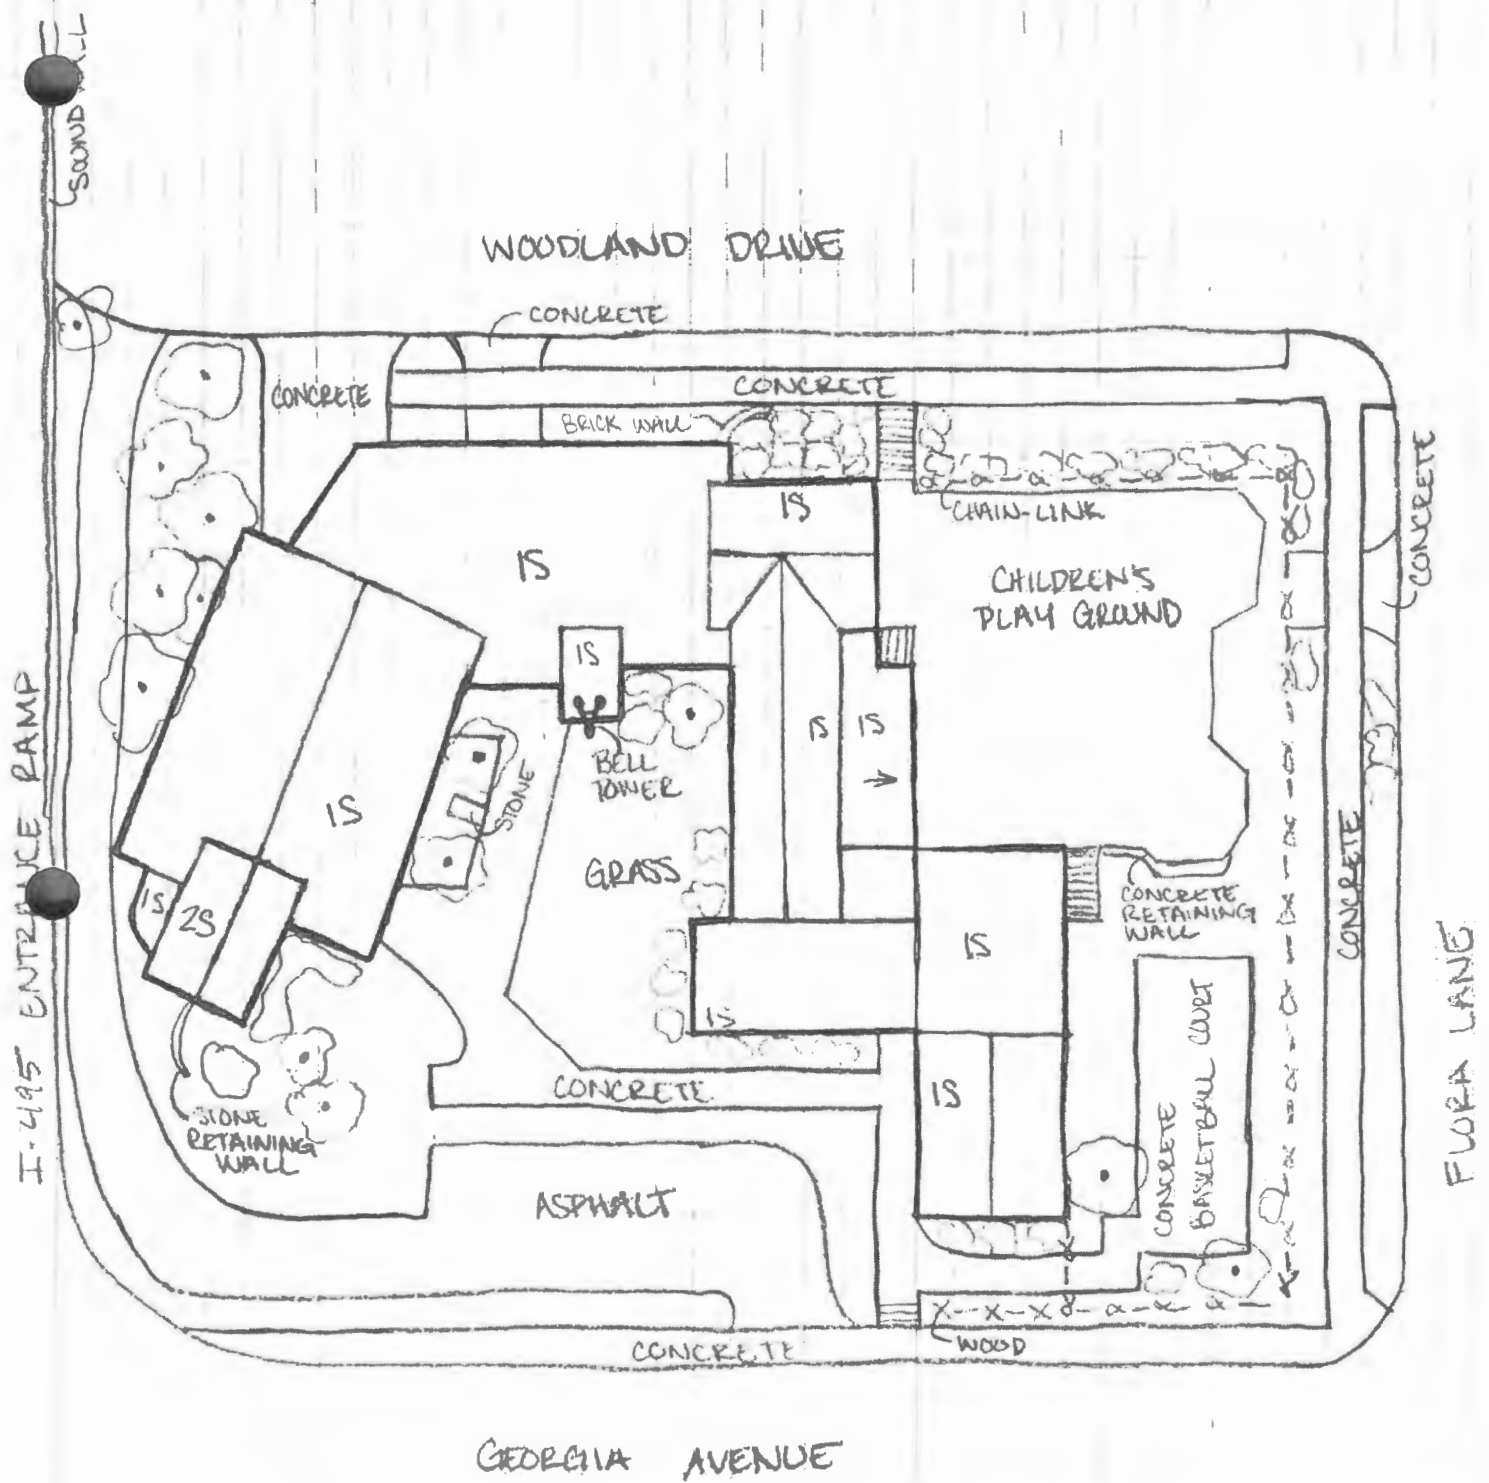 SOUND WALL
WOODLAND DRIVE
CONCRETE
CONCRETE
CONCRETE
BRICK WALL
CHAIN-LINK
CONCRETE
1S
1S
CHILDREN'S
PLAY GROUND
1S
1S
1S
BELL
TOWER
STONE
GRASS
1S
I-495 ENTRANCE RAMP
1S
2S
CONCRETE
RETAINING
WALL
CONCRETE
FLORA LANE
1S
1S
CONCRETE
BASKETBALL COURT
1S
CONCRETE
STONE
RETAINING
WALL
ASPHALT
WOOD
CONCRETE
GEORGIA AVENUE